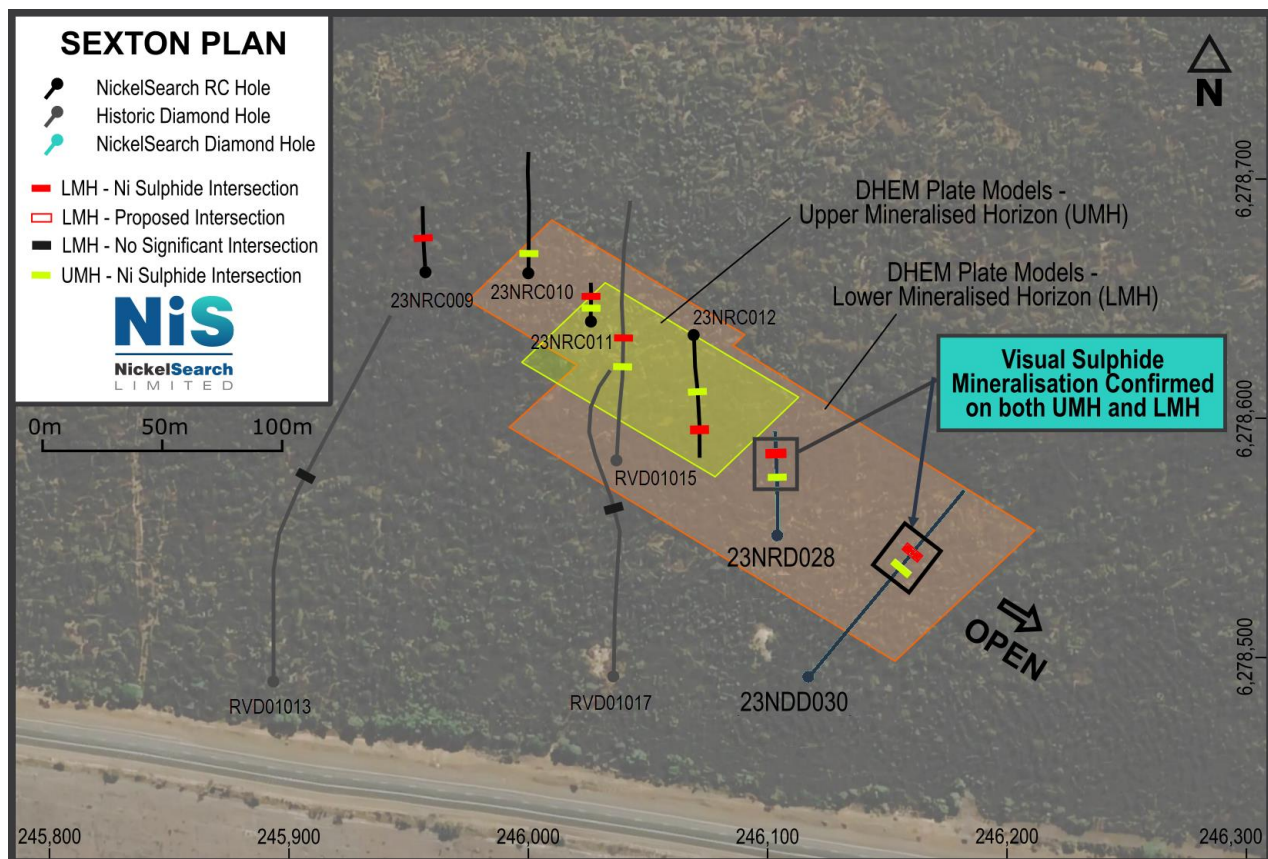 SEXTON PLAN
NickelSearch RC Hole
Historic Diamond Hole
NickelSearch Diamond Hole
LMH - Ni Sulphide Intersection
LMH - Proposed Intersection
LMH - No Significant Intersection
UMH - Ni Sulphide Intersection
NiS
NickelSearch
LIMITED
0m 50m 100m
N
DHEM Plate Models -
Upper Mineralised Horizon (UMH)
DHEM Plate Models -
Lower Mineralised Horizon (LMH)
Visual Sulphide
Mineralisation Confirmed
on both UMH and LMH
23NRC009
23NRC010
23NRC011
23NRC012
RVD01015
23NRD028
23NDD030
RVD01013
RVD01017
OPEN
6,278,700
6,278,600
6,278,500
245,800 245,900 246,000 246,100 246,200 246,300